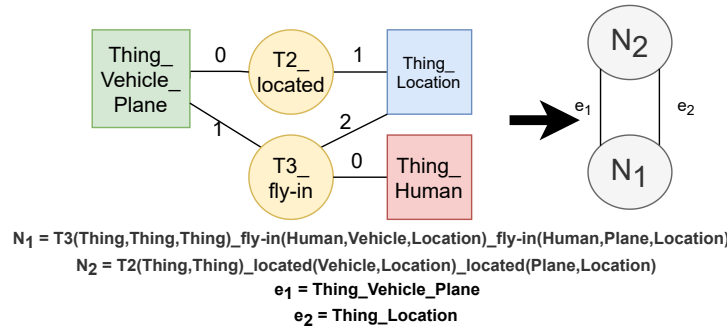 Thing_
Vehicle_
Plane
0
T2_
located
1
Thing_
Location
1
2
T3_
fly-in
0
Thing_
Human
N2
e1
e2
N1
N1 = T3(Thing,Thing,Thing)_fly-in(Human,Vehicle,Location)_fly-in(Human,Plane,Location)
N2 = T2(Thing,Thing)_located(Vehicle,Location)_located(Plane,Location)
e1 = Thing_Vehicle_Plane
e2 = Thing_Location